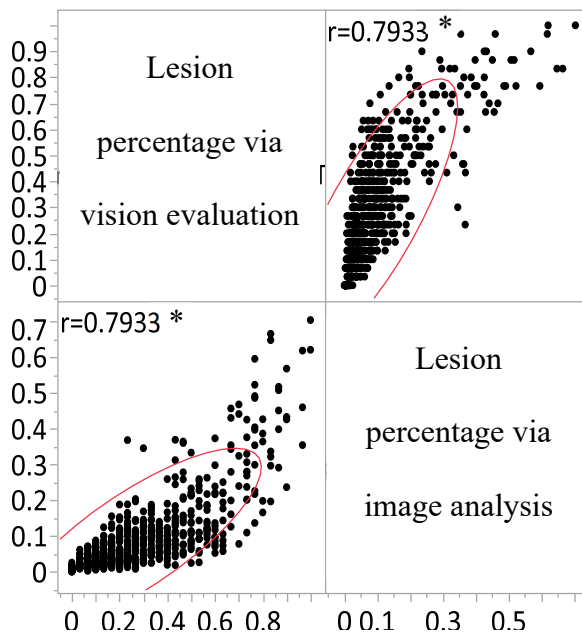 r=0.7933 *
0.9
0.8
0.7
0.6
0.5
0.4
0.3
0.2
0.1
0
Lesion
percentage via
vision evaluation
r=0.7933 *
0.7
0.6
0.5
0.4
0.3
0.2
0.1
0
Lesion
percentage via
image analysis
0 0.2 0.4 0.6 0.8
0 0.1 0.3 0.5